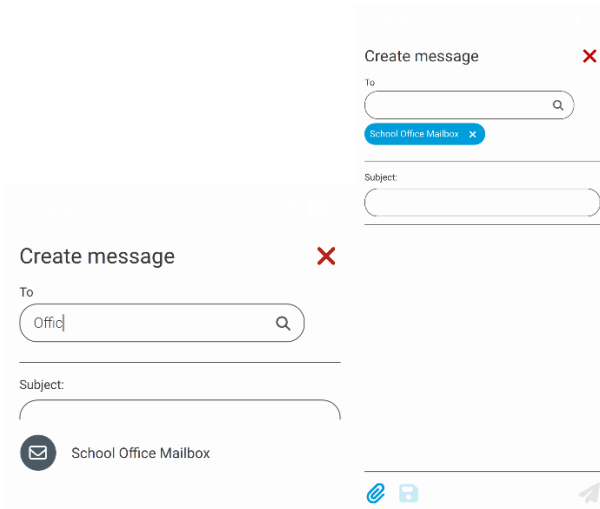 Create message
To
Offic
Subject:
School Office Mailbox
Create message
To
School Office Mailbox
Subject: